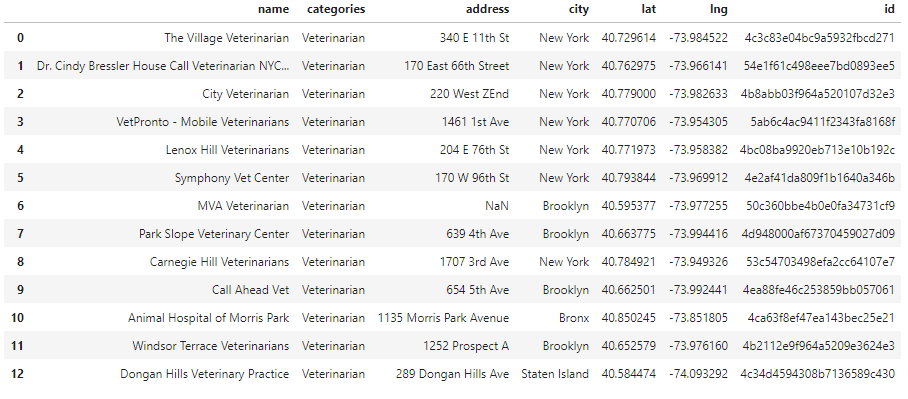 name categories address city lat lng id
0 The Village Veterinarian Veterinarian 340 E 11th St New York 40.729614 -73.984522 4c3c83e04bc9a5932fbcd271
1 Dr. Cindy Bressler House Call Veterinarian NYC... Veterinarian 170 East 66th Street New York 40.762975 -73.966141 54e1f61c498eee7bd0893ee5
2 City Veterinarian Veterinarian 220 West ZEnd New York 40.779000 -73.982633 4b8abb03f964a520107d32e3
3 VetPronto - Mobile Veterinarians Veterinarian 1461 1st Ave New York 40.770706 -73.954305 5ab6c4ac9411f2343fa8168f
4 Lenox Hill Veterinarians Veterinarian 204 E 76th St New York 40.771973 -73.958382 4bc08ba9920eb713e10b192c
5 Symphony Vet Center Veterinarian 170 W 96th St New York 40.793844 -73.969912 4e2af41da809f1b1640a346b
6 MVA Veterinarian Veterinarian NaN Brooklyn 40.595377 -73.977255 50c360bbe4b0e0fa34731cf9
7 Park Slope Veterinary Center Veterinarian 639 4th Ave Brooklyn 40.663775 -73.994416 4d948000af67370459027d09
8 Carnegie Hill Veterinarians Veterinarian 1707 3rd Ave New York 40.784921 -73.949326 53c54703498efa2cc64107e7
9 Call Ahead Vet Veterinarian 654 5th Ave Brooklyn 40.662501 -73.992441 4ea88fe46c253859bb057061
10 Animal Hospital of Morris Park Veterinarian 1135 Morris Park Avenue Bronx 40.850245 -73.851805 4ca63f8ef47ea143bec25e21
11 Windsor Terrace Veterinarians Veterinarian 1252 Prospect A Brooklyn 40.652579 -73.976160 4b2112e9f964a5209e3624e3
12 Dongan Hills Veterinary Practice Veterinarian 289 Dongan Hills Ave Staten Island 40.584474 -74.093292 4c34d4594308b7136589c430